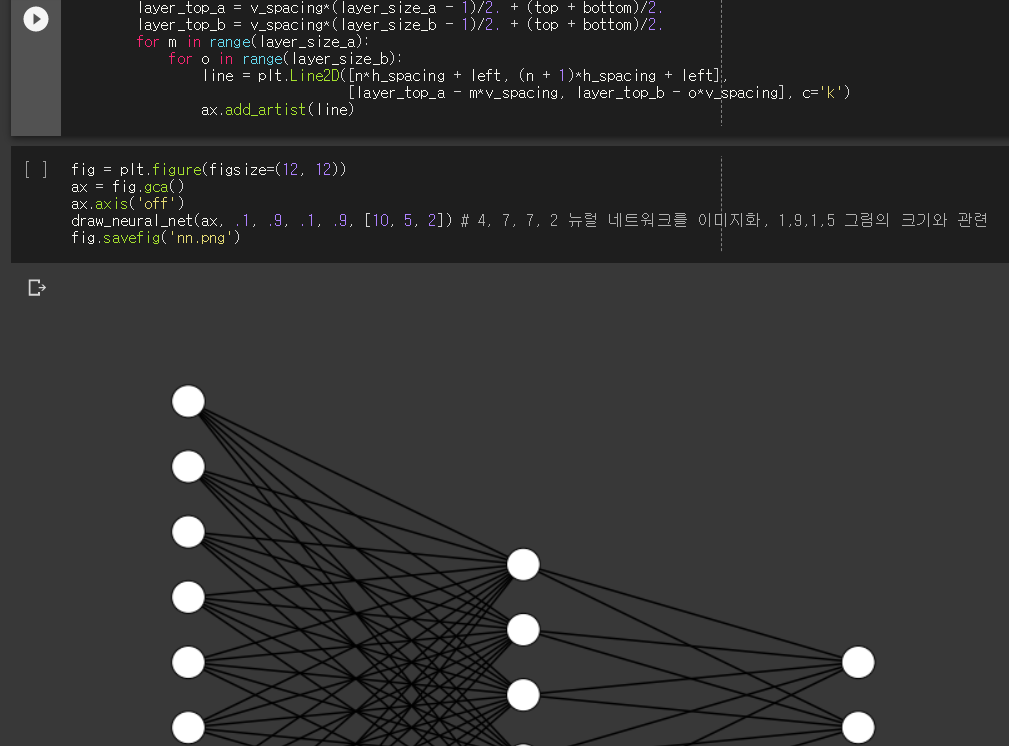 layer_top_a = v_spacing*(layer_size_a - 1)/2. + (top + bottom)/2.
layer_top_b = v_spacing*(layer_size_b - 1)/2. + (top + bottom)/2.
for m in range(layer_size_a):
for o in range(layer_size_b):
line = plt.Line2D([n*h_spacing + left, (n + 1)*h_spacing + left],
[layer_top_a - m*v_spacing, layer_top_b - o*v_spacing], c='k')
ax.add_artist(line)
[ ] fig = plt.figure(figsize=(12, 12))
ax = fig.gca()
ax.axis('off')
draw_neural_net(ax, .1, .9, .1, .9, [10, 5, 2]) # 4, 7, 7, 2 뉴럴 네트워크를 이미지화, 1,9,1,5 그림의 크기와 관련
fig.savefig('nn.png')